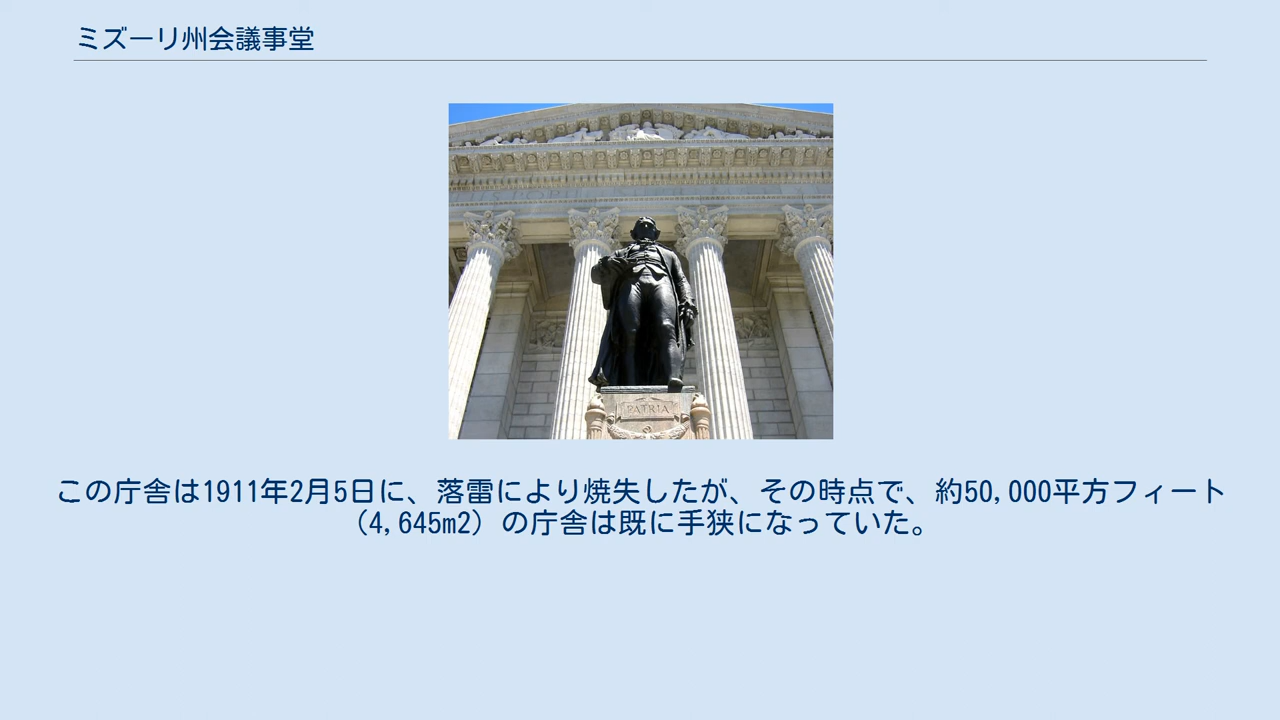 ミズーリ州会議事堂
PATRIA
この庁舎は1911年2月5日に、落雷により焼失したが、その時点で、約50,000平方フィート
（4,645m2）の庁舎は既に手狭になっていた。